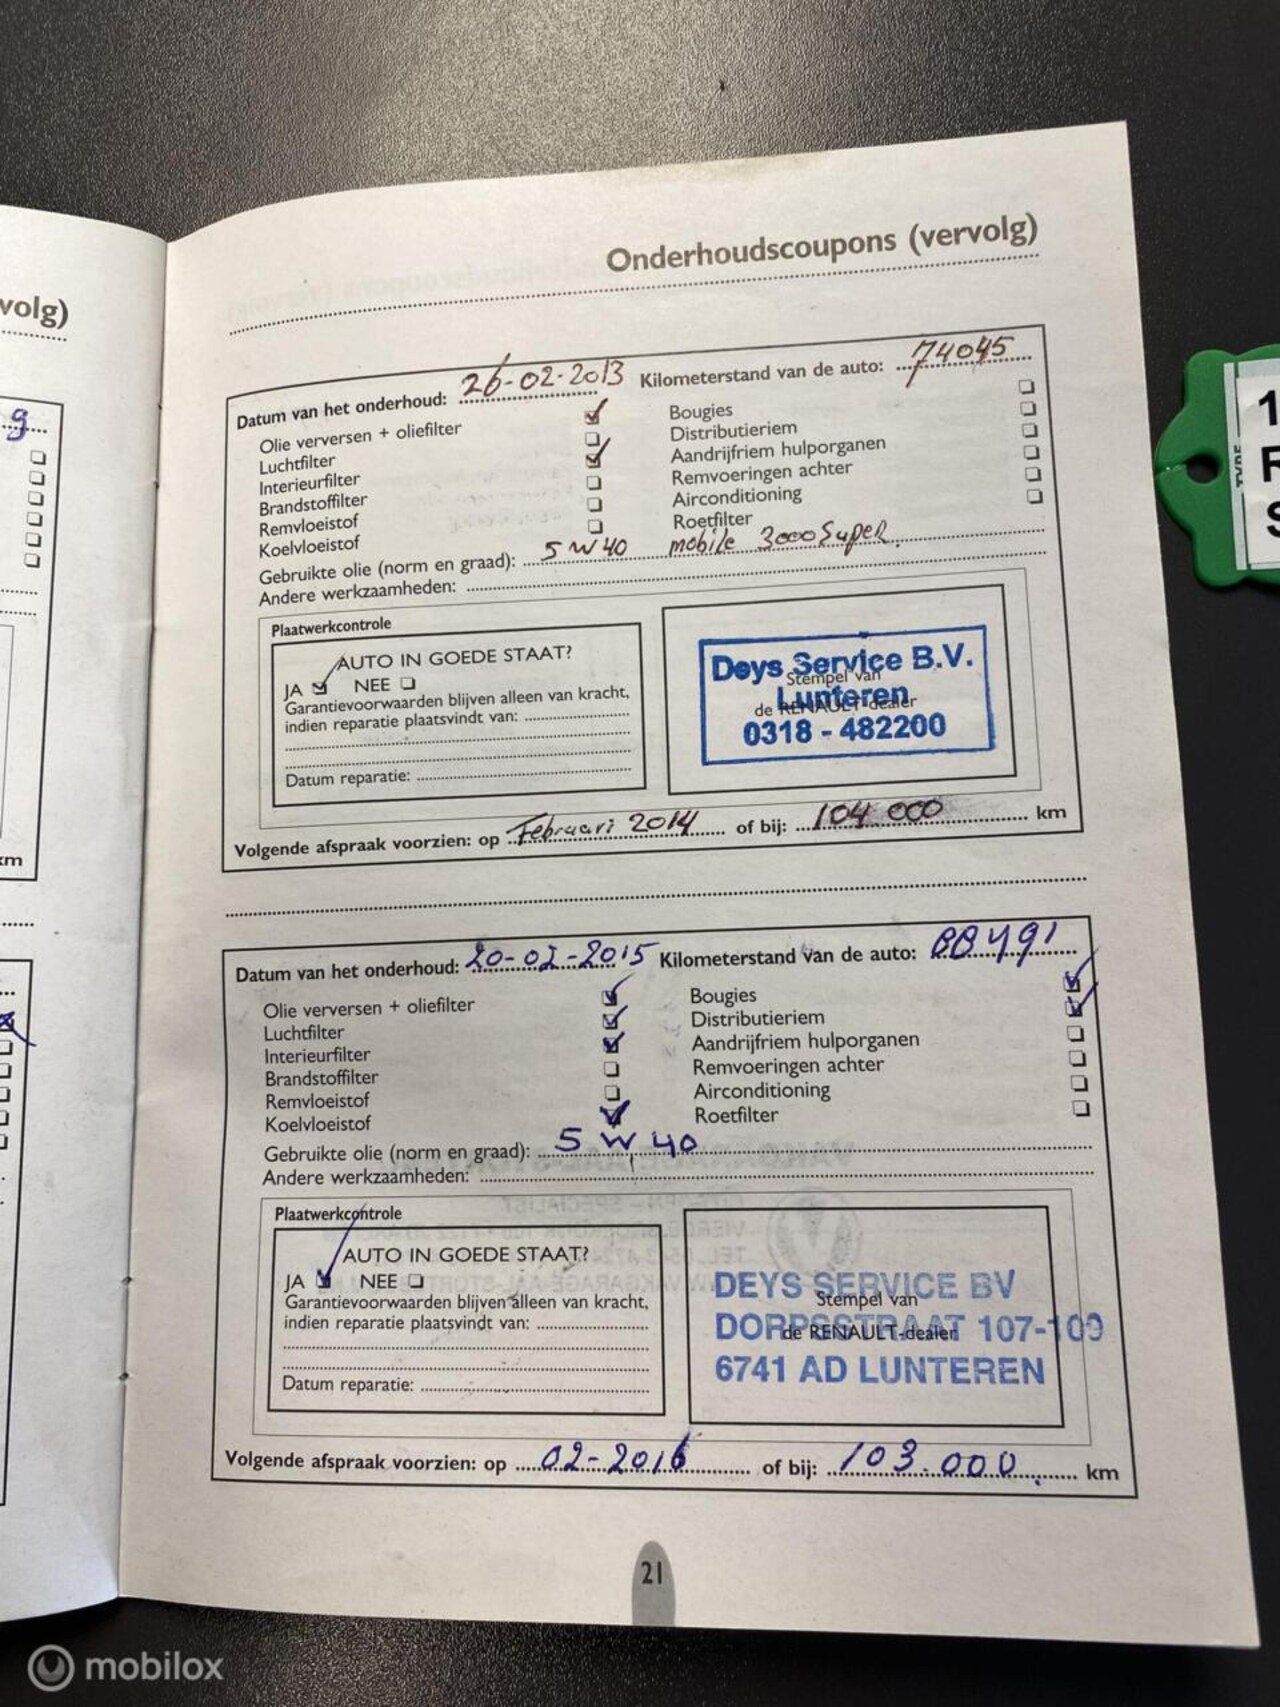 volg)
g
km
Onderhoudscoupons (vervolg)
Datum van het onderhoud: 26-02-2013 Kilometerstand van de auto: 74045
Olie verversen + oliefilter
Luchtfilter
Interieurfilter
Brandstoffilter
Remvloeistof
Koelvloeistof
Bougies
Distributieriem
Aandrijfriem hulporganen
Remvoeringen achter
Airconditioning
Roetfilter
Gebruikte olie (norm en graad): 5 W 40 mobile 3000 Super.
Andere werkzaamheden:
Plaatwerkcontrole
AUTO IN GOEDE STAAT?
JA NEE
Garantievoorwaarden blijven alleen van kracht,
indien reparatie plaatsvindt van:
Datum reparatie:
Deys Service B.V.
Stempel van
Lunteren
de RENAULT-dealer
0318 - 482200
Volgende afspraak voorzien: op Februari 2014 of bij: 104 000 km
Datum van het onderhoud: 20-02-2015 Kilometerstand van de auto: 88491
Olie verversen + oliefilter
Luchtfilter
Interieurfilter
Brandstoffilter
Remvloeistof
Koelvloeistof
Bougies
Distributieriem
Aandrijfriem hulporganen
Remvoeringen achter
Airconditioning
Roetfilter
Gebruikte olie (norm en graad): 5 W 40
Andere werkzaamheden:
Plaatwerkcontrole
AUTO IN GOEDE STAAT?
JA NEE
Garantievoorwaarden blijven alleen van kracht,
indien reparatie plaatsvindt van:
Datum reparatie:
DEYS SERVICE BV
Stempel van
DORPSSTRAAT 107-109
de RENAULT-dealer
6741 AD LUNTEREN
Volgende afspraak voorzien: op 02-2016 of bij: 103.000 km
21
TYPE
1
R
S
mobilox